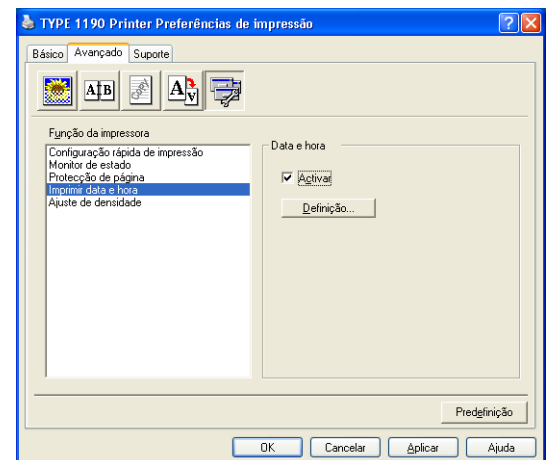 TYPE 1190 Printer Preferências de impressão
Básico Avançado Suporte
A B
A V
Função da impressora
Configuração rápida de impressão
Monitor de estado
Protecção de página
Imprimir data e hora
Ajuste de densidade
Data e hora
Activar
Definição...
Predefinição
OK Cancelar Aplicar Ajuda